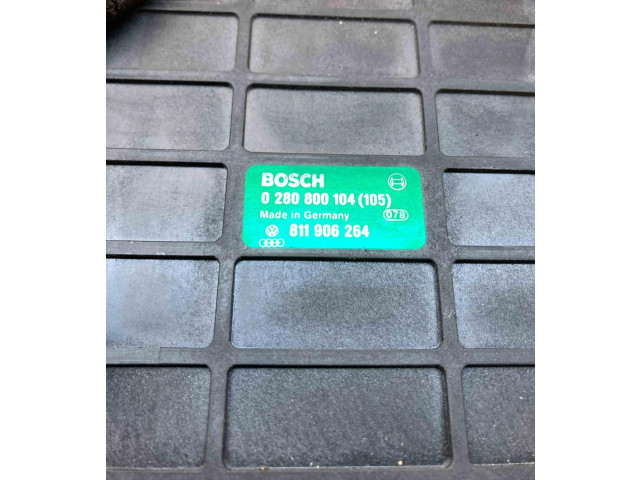 BOSCH
0 280 800 104 (105)
Made in Germany 078
811 906 264